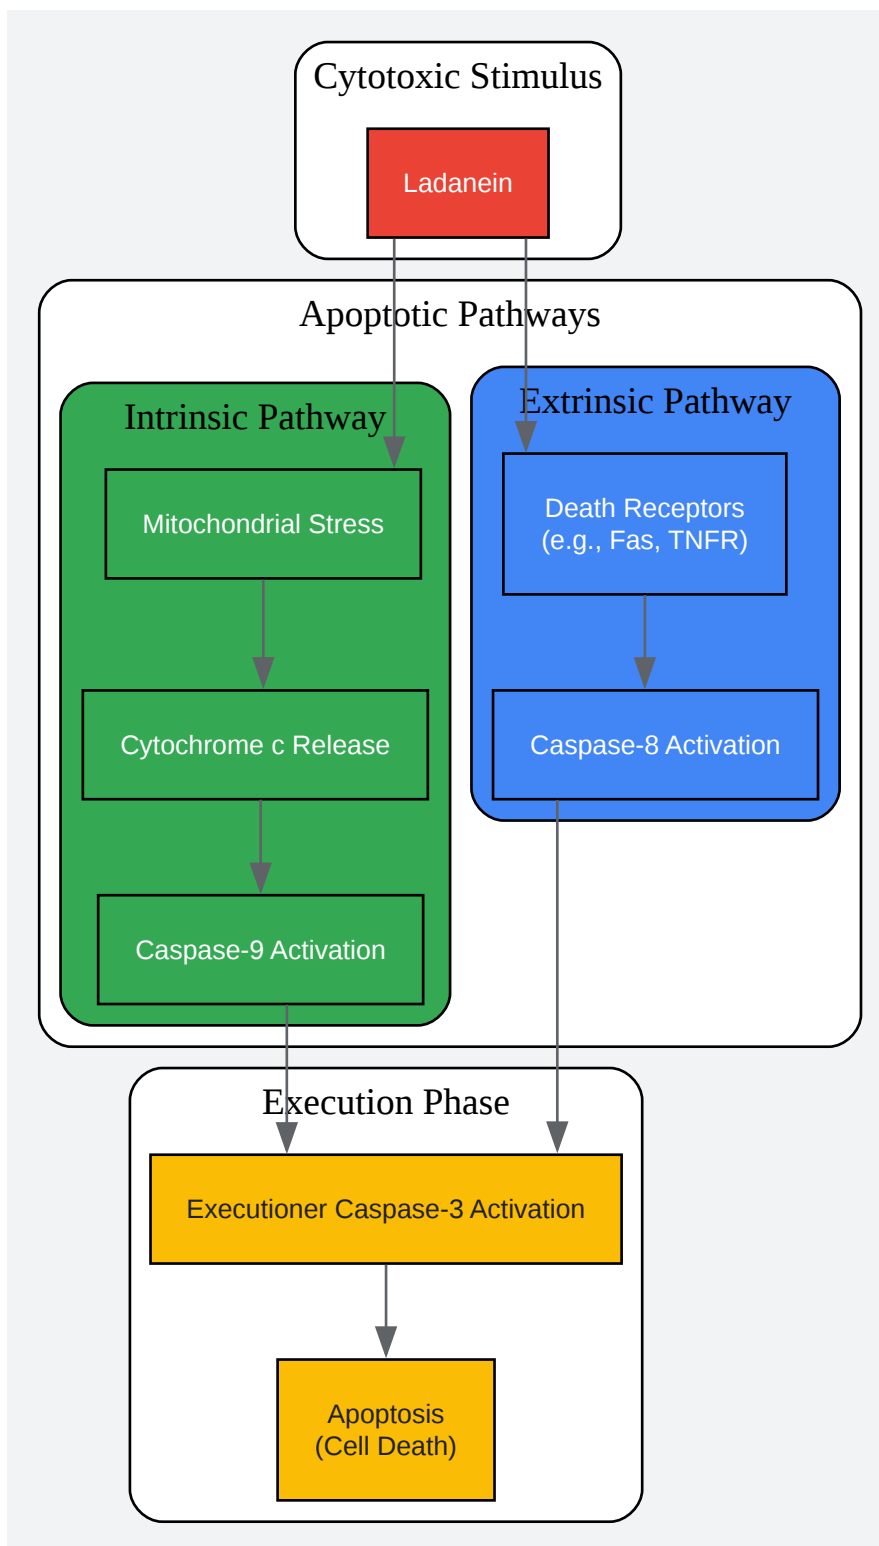 Cytotoxic Stimulus
Ladanein
Apoptotic Pathways
Intrinsic Pathway
Mitochondrial Stress
Cytochrome c Release
Caspase-9 Activation
Extrinsic Pathway
Death Receptors
(e.g., Fas, TNFR)
Caspase-8 Activation
Execution Phase
Executioner Caspase-3 Activation
Apoptosis
(Cell Death)